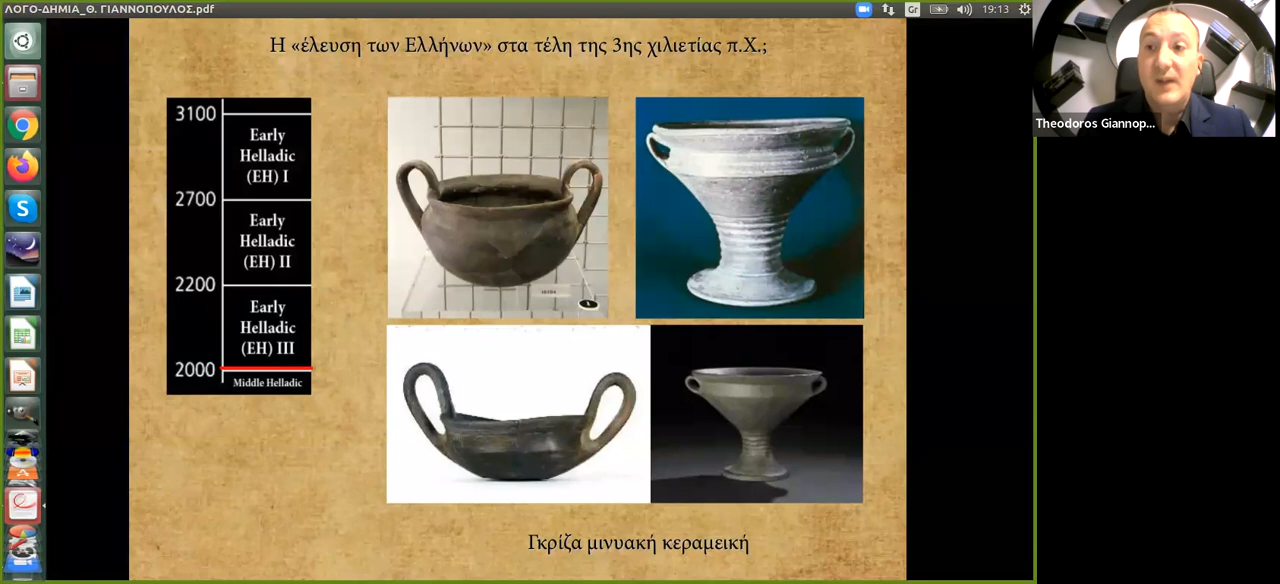 ΛΟΓΟ-ΔΗΜΙΑ_Θ. ΓΙΑΝΝΟΠΟΥΛΟΣ.pdf
Gr
19:13
Η «έλευση των Ελλήνων» στα τέλη της 3ης χιλιετίας π.Χ.;
Theodoros Giannop...
3100
Early
Helladic
(EH) I
2700
Early
Helladic
(EH) II
2200
Early
Helladic
(EH) III
2000
Middle Helladic
Γκρίζα μινυακή κεραμεική